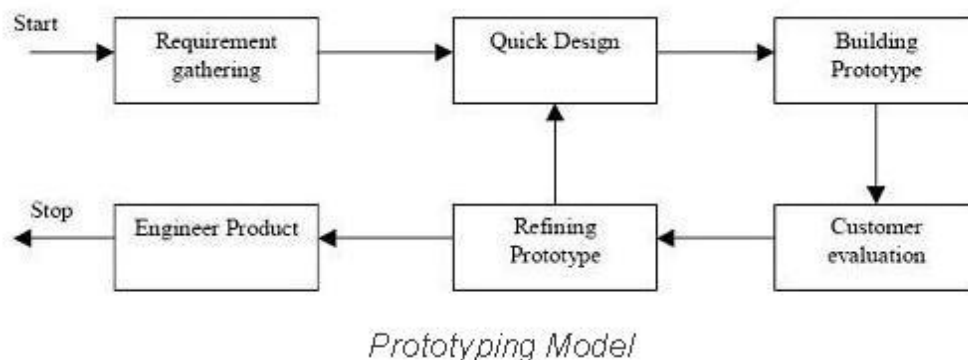 Start
Requirement
gathering
Quick Design
Building
Prototype
Stop
Engineer Product
Refining
Prototype
Customer
evaluation
Prototyping Model